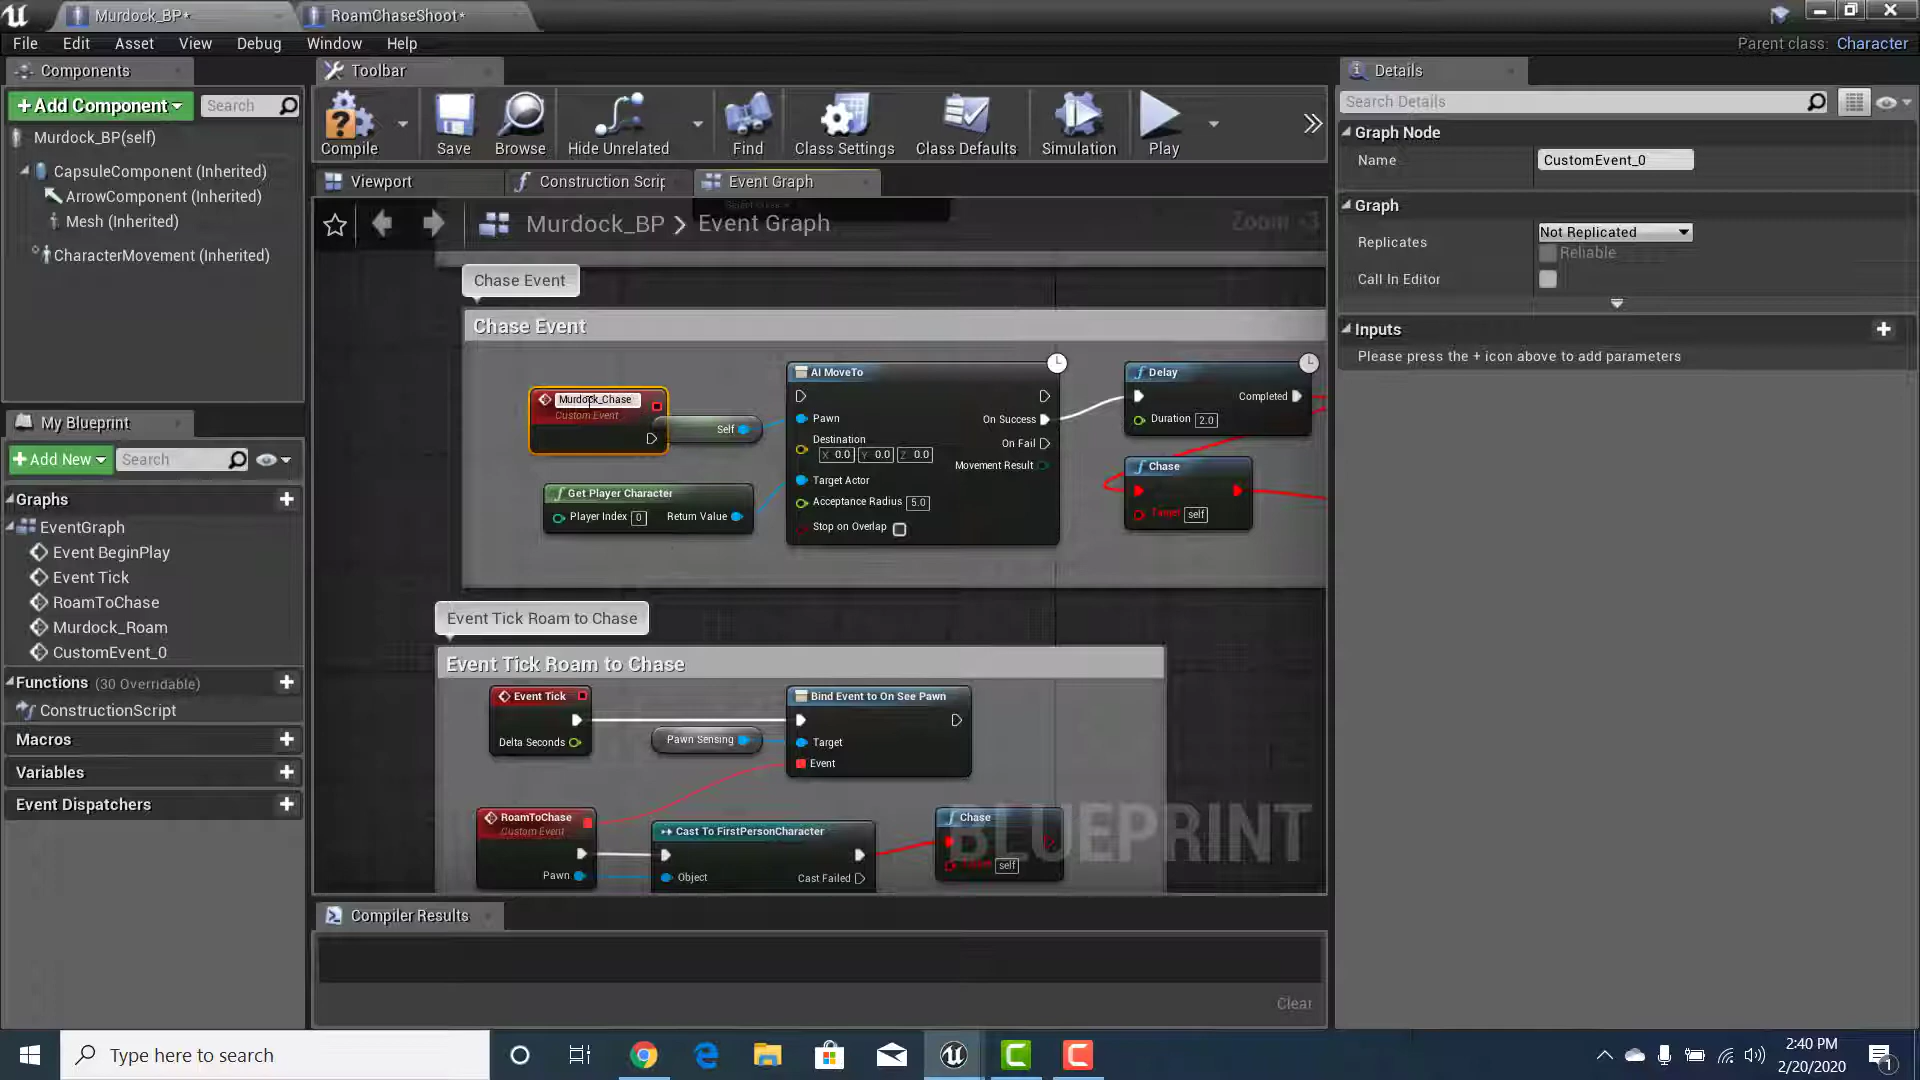 Murdock_BP*
RoamChaseShoot*
File Edit Asset View Debug Window Help
Parent class: Character
Components
Toolbar
Details
+Add Component
Search
Search Details
Murdock_BP(self)
CapsuleComponent (Inherited)
ArrowComponent (Inherited)
Mesh (Inherited)
CharacterMovement (Inherited)
Compile
Save
Browse
Hide Unrelated
Find
Class Settings
Class Defaults
Simulation
Play
Graph Node
Name
CustomEvent_0
Graph
Replicates
Not Replicated
Reliable
Call In Editor
Inputs
Please press the + icon above to add parameters
Viewport
Construction Scrip
Event Graph
Murdock_BP > Event Graph
Zoom -3
Chase Event
Chase Event
Murdock_Chase
Custom Event
Self
Get Player Character
Player Index 0
Return Value
AI MoveTo
Pawn
Destination
X 0.0 Y 0.0 Z 0.0
Target Actor
Acceptance Radius 5.0
Stop on Overlap
On Success
On Fail
Movement Result
Delay
Completed
Duration 2.0
Chase
Target self
Event Tick Roam to Chase
Event Tick Roam to Chase
Event Tick
Delta Seconds
Pawn Sensing
Bind Event to On See Pawn
Target
Event
RoamToChase
Custom Event
Pawn
Cast To FirstPersonCharacter
Object
Cast Failed
Chase
self
BLUEPRINT
My Blueprint
+Add New
Search
Graphs
EventGraph
Event BeginPlay
Event Tick
RoamToChase
Murdock_Roam
CustomEvent_0
Functions (30 Overridable)
ConstructionScript
Macros
Variables
Event Dispatchers
Compiler Results
Clear
Type here to search
2:40 PM
2/20/2020
1